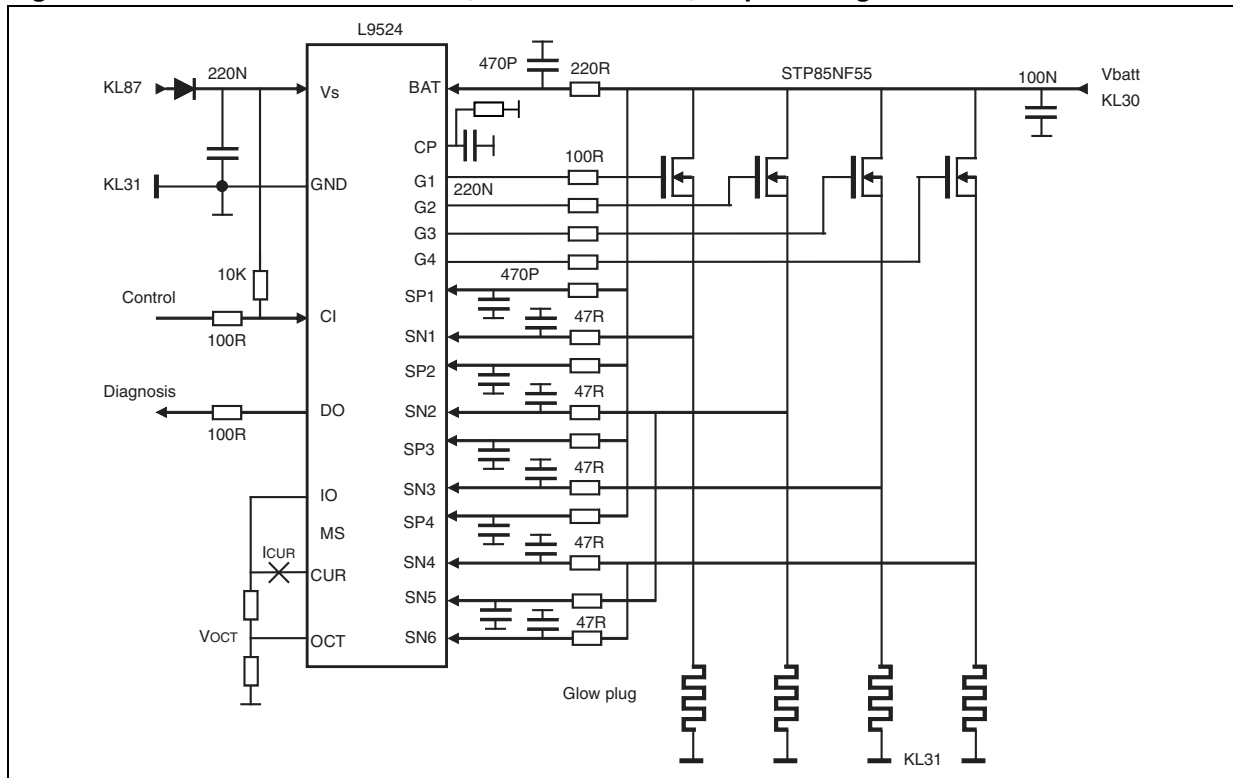 L9524
KL87
220N
Vs
BAT
470P
220R
STP85NF55
100N
Vbatt
KL30
CP
KL31
GND
G1
220N
100R
G2
G3
G4
10K
470P
Control
SP1
CI
100R
SN1
47R
SP2
Diagnosis
DO
100R
SN2
47R
SP3
SN3
47R
IO
SP4
MS
ICUR
CUR
SN4
47R
SN5
VOCT
OCT
SN6
47R
Glow plug
KL31